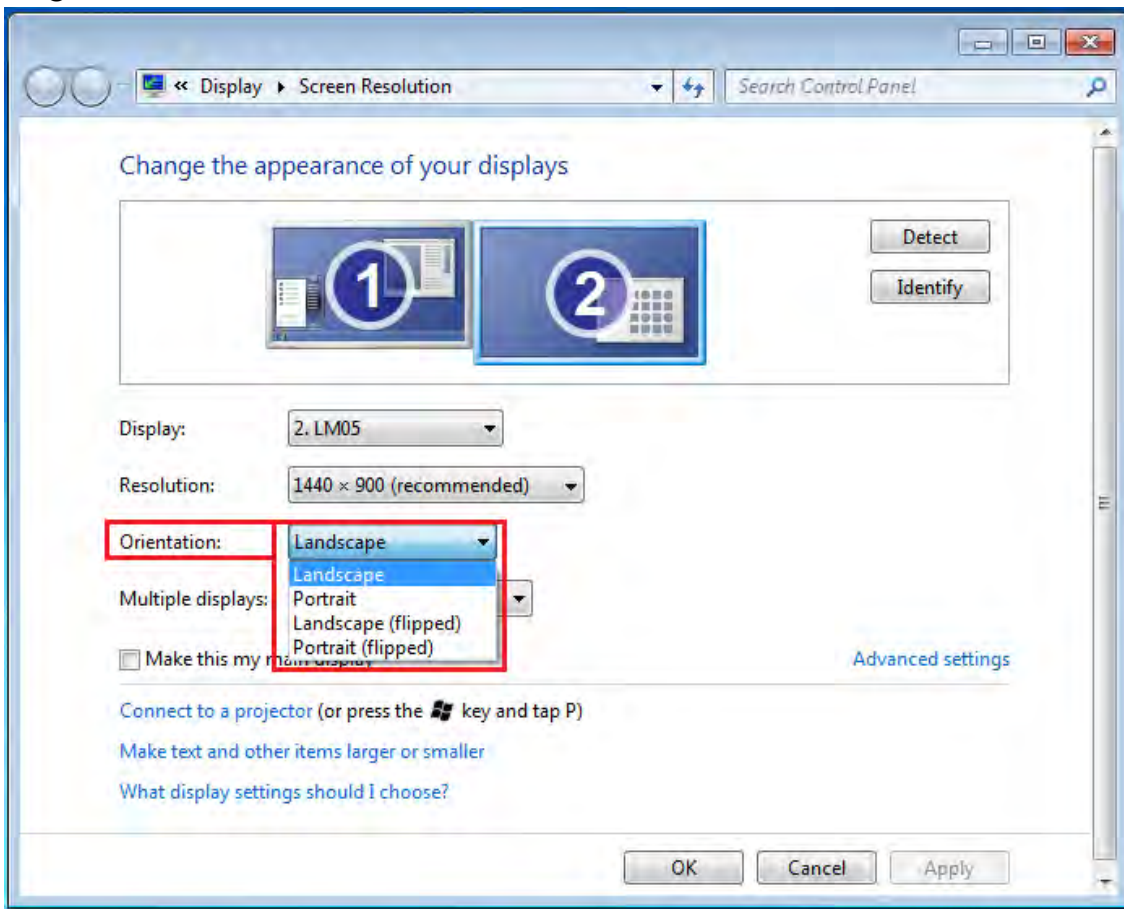 « Display ▸ Screen Resolution
Search Control Panel
Change the appearance of your displays
1
2
Detect
Identify
Display: 2. LM05
Resolution: 1440 × 900 (recommended)
Orientation: Landscape
Landscape
Multiple displays: Portrait
Landscape (flipped)
Portrait (flipped)
Make this my main display
Advanced settings
Connect to a projector (or press the key and tap P)
Make text and other items larger or smaller
What display settings should I choose?
OK Cancel Apply